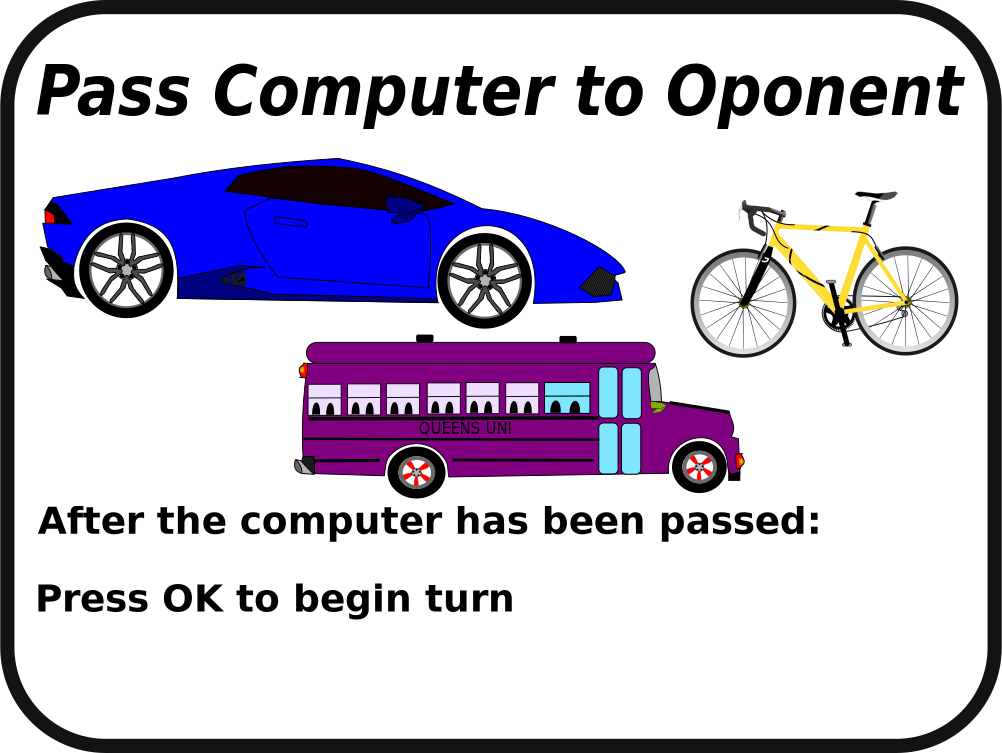 Pass Computer to Oponent
QUEENS UNI
After the computer has been passed:
Press OK to begin turn